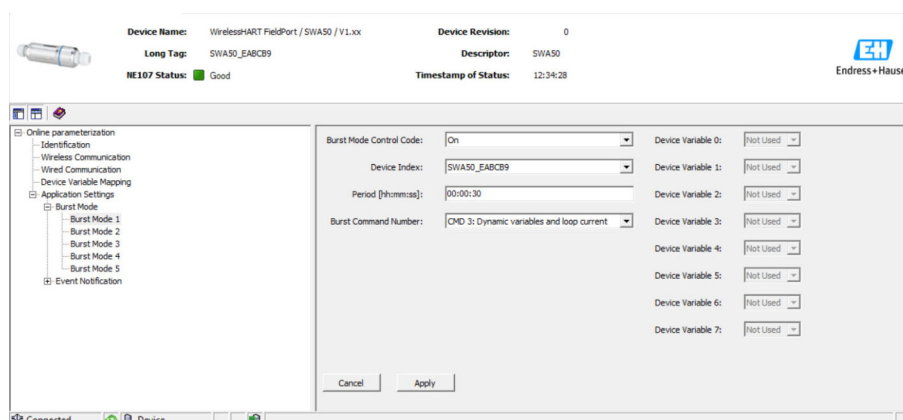 Device Name: WirelessHART FieldPort / SWA50 / V1.xx Device Revision: 0
Long Tag: SWA50_EABCB9 Descriptor: SWA50
NE107 Status: Good Timestamp of Status: 12:34:28
EH
Endress+Hause
Online parameterization
Identification
Wireless Communication
Wired Communication
Device Variable Mapping
Application Settings
Burst Mode
Burst Mode 1
Burst Mode 2
Burst Mode 3
Burst Mode 4
Burst Mode 5
Event Notification
Burst Mode Control Code: On
Device Index: SWA50_EABCB9
Period [hh:mm:ss]: 00:00:30
Burst Command Number: CMD 3: Dynamic variables and loop current
Device Variable 0: Not Used
Device Variable 1: Not Used
Device Variable 2: Not Used
Device Variable 3: Not Used
Device Variable 4: Not Used
Device Variable 5: Not Used
Device Variable 6: Not Used
Device Variable 7: Not Used
Cancel Apply
Connected Device